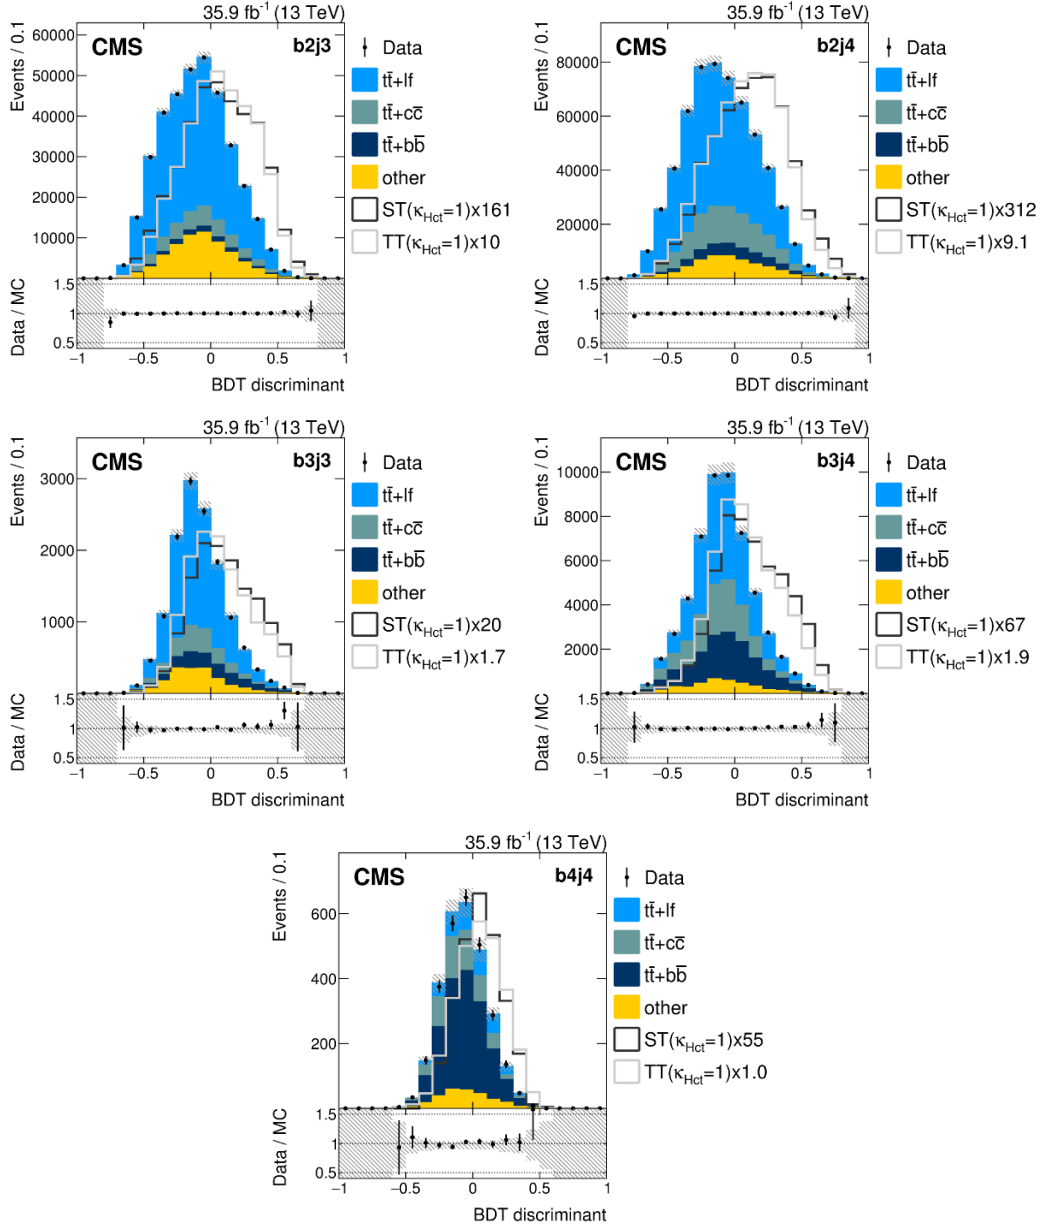 35.9 fb⁻¹ (13 TeV)
Events / 0.1
60000
50000
40000
30000
20000
10000
CMS
b2j3
Data
tt̅+lf
tt̅+cc̅
tt̅+bb̅
other
ST(κHct=1)x161
TT(κHct=1)x10
Data / MC
1.5
1
0.5
−1 −0.5 0 0.5 1
BDT discriminant
35.9 fb⁻¹ (13 TeV)
Events / 0.1
80000
60000
40000
20000
CMS
b2j4
Data
tt̅+lf
tt̅+cc̅
tt̅+bb̅
other
ST(κHct=1)x312
TT(κHct=1)x9.1
Data / MC
1.5
1
0.5
−1 −0.5 0 0.5 1
BDT discriminant
35.9 fb⁻¹ (13 TeV)
Events / 0.1
3000
2000
1000
CMS
b3j3
Data
tt̅+lf
tt̅+cc̅
tt̅+bb̅
other
ST(κHct=1)x20
TT(κHct=1)x1.7
Data / MC
1.5
1
0.5
−1 −0.5 0 0.5 1
BDT discriminant
35.9 fb⁻¹ (13 TeV)
Events / 0.1
10000
8000
6000
4000
2000
CMS
b3j4
Data
tt̅+lf
tt̅+cc̅
tt̅+bb̅
other
ST(κHct=1)x67
TT(κHct=1)x1.9
Data / MC
1.5
1
0.5
−1 −0.5 0 0.5 1
BDT discriminant
35.9 fb⁻¹ (13 TeV)
Events / 0.1
600
400
200
CMS
b4j4
Data
tt̅+lf
tt̅+cc̅
tt̅+bb̅
other
ST(κHct=1)x55
TT(κHct=1)x1.0
Data / MC
1.5
1
0.5
−1 −0.5 0 0.5 1
BDT discriminant